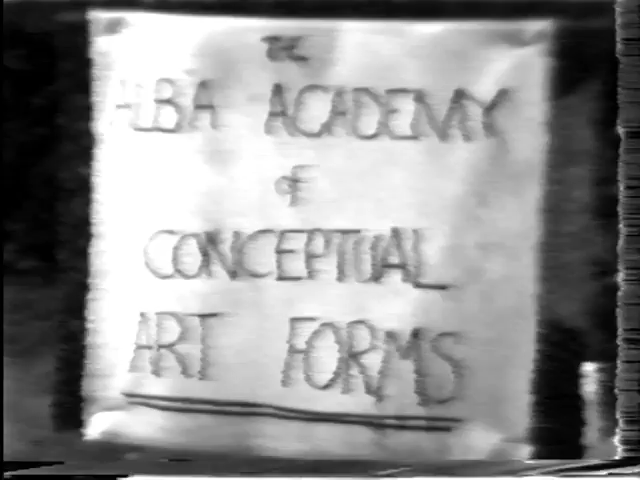 THE
ALBA ACADEMY
OF
CONCEPTUAL
ART FORMS